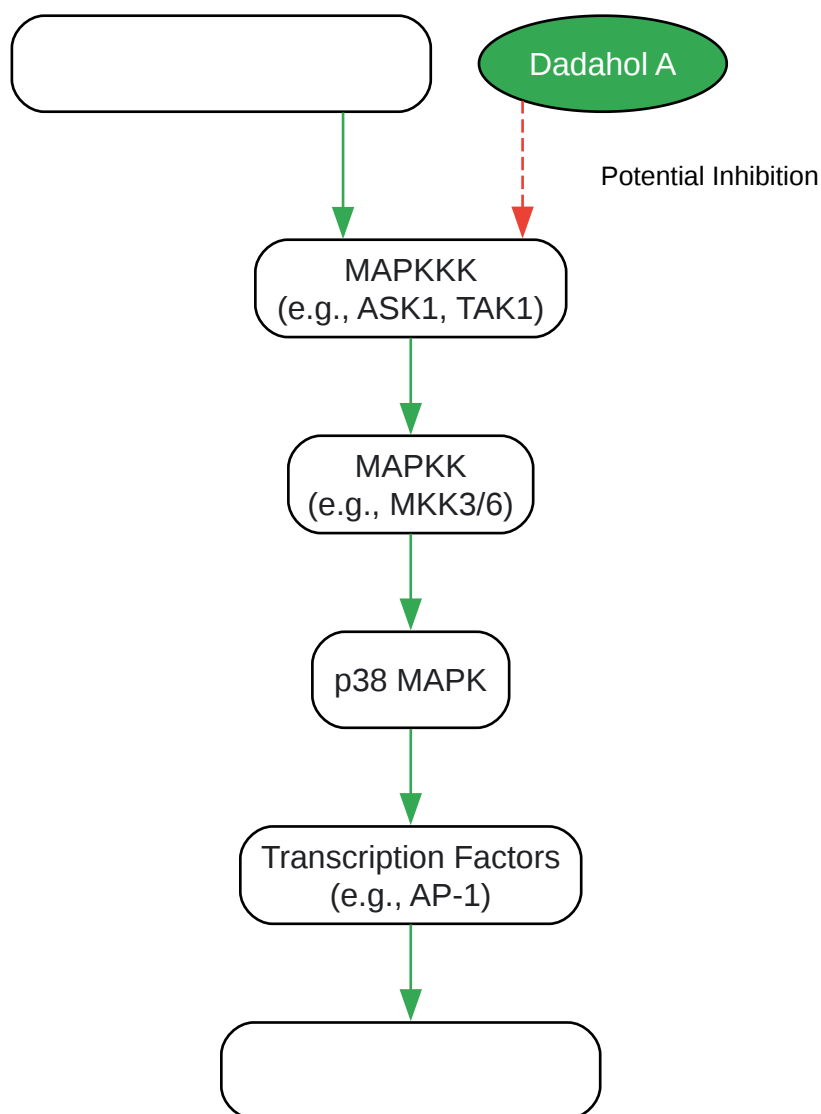 Dadahol A
Potential Inhibition
MAPKKK
(e.g., ASK1, TAK1)
MAPKK
(e.g., MKK3/6)
p38 MAPK
Transcription Factors
(e.g., AP-1)